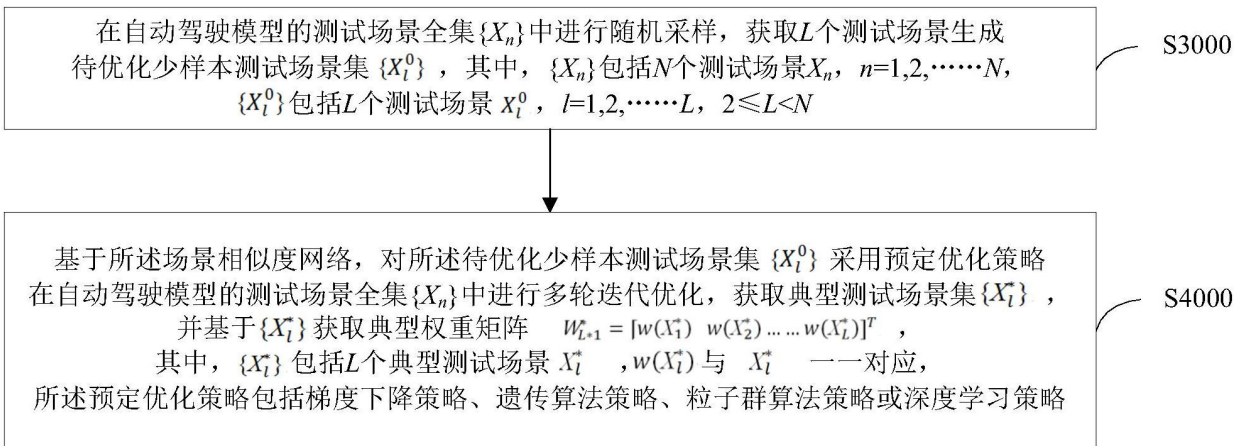 在自动驾驶模型的测试场景全集{Xₙ}中进行随机采样，获取L个测试场景生成
待优化少样本测试场景集 {X_l^0} ，其中，{Xₙ}包括N个测试场景Xₙ，n=1,2,……N，
{X_l^0}包括L个测试场景 X_l^0 ，l=1,2,……L，2≤L<N
S3000
基于所述场景相似度网络，对所述待优化少样本测试场景集 {X_l^0} 采用预定优化策略
在自动驾驶模型的测试场景全集{Xₙ}中进行多轮迭代优化，获取典型测试场景集{X_l^*} ，
并基于{X_l^*}获取典型权重矩阵 W_{L*1}^* = [w(X_1^*) w(X_2^*) … … w(X_L^*)]^T ，
其中，{X_l^*} 包括L个典型测试场景 X_l^* ，w(X_l^*) 与 X_l^* 一一对应，
所述预定优化策略包括梯度下降策略、遗传算法策略、粒子群算法策略或深度学习策略
S4000